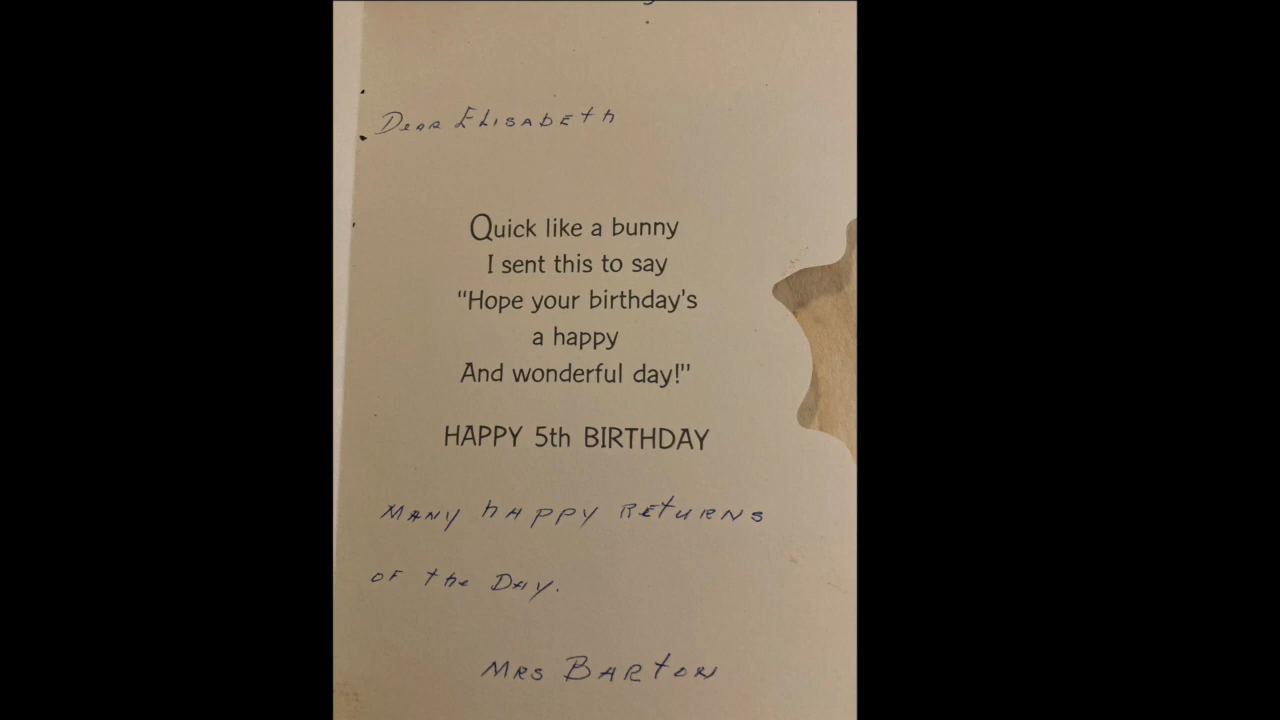 Dear Elisabeth
Quick like a bunny
I sent this to say
"Hope your birthday's
a happy
And wonderful day!"
HAPPY 5th BIRTHDAY
Many happy Returns
of the Day.
Mrs Barton